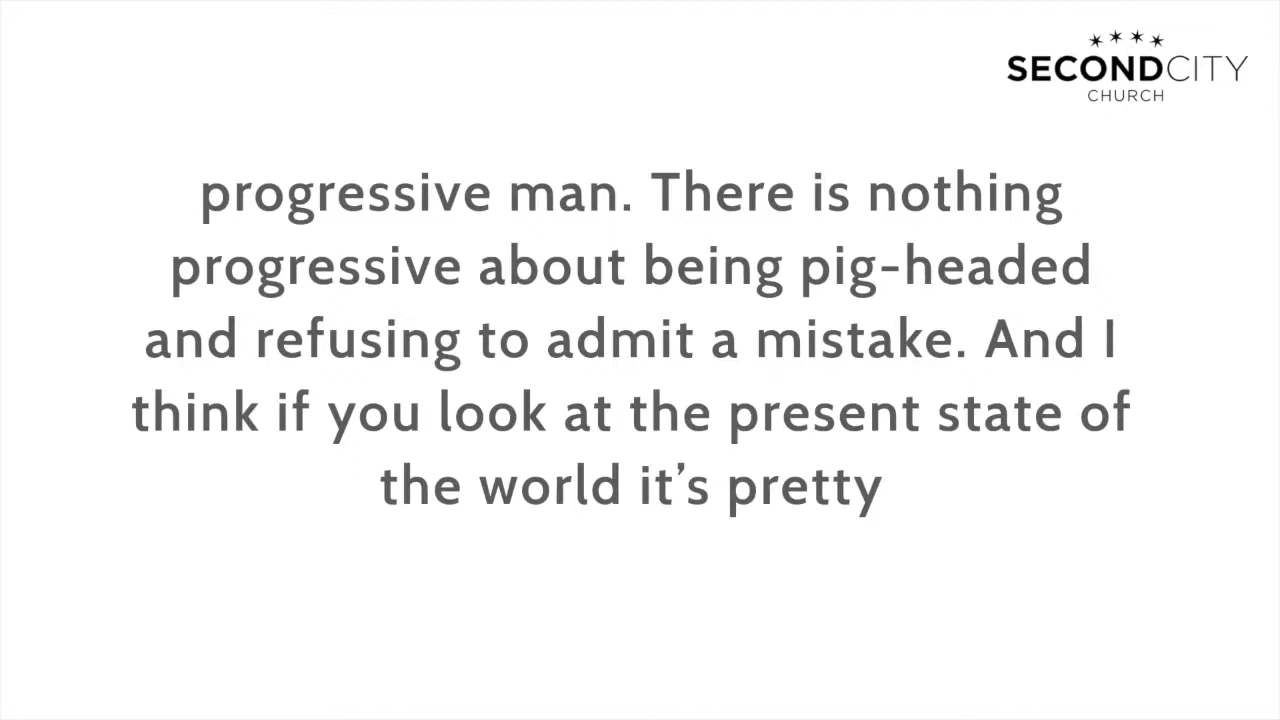 SECONDCITY
CHURCH
progressive man. There is nothing
progressive about being pig-headed
and refusing to admit a mistake. And I
think if you look at the present state of
the world it’s pretty